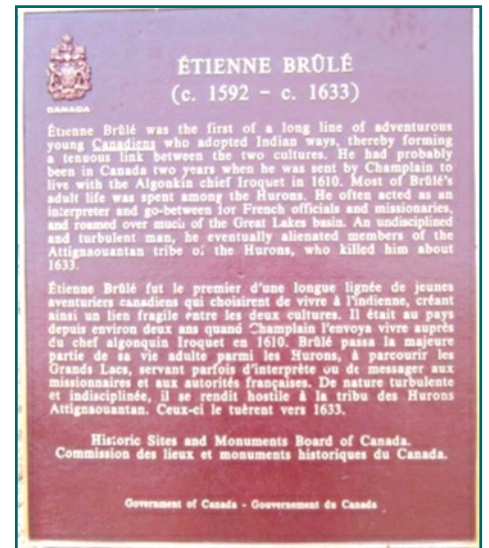 CANADA
ÉTIENNE BRÛLÉ
(c. 1592 – c. 1633)
Étienne Brûlé was the first of a long line of adventurous
young Canadiens who adopted Indian ways, thereby forming
a tenuous link between the two cultures. He had probably
been in Canada two years when he was sent by Champlain to
live with the Algonkin chief Iroquet in 1610. Most of Brûlé's
adult life was spent among the Hurons. He often acted as an
interpreter and go-between for French officials and missionaries,
and roamed over much of the Great Lakes basin. An undisciplined
and turbulent man, he eventually alienated members of the
Attignaouantan tribe of the Hurons, who killed him about
1633.
Étienne Brûlé fut le premier d'une longue lignée de jeunes
aventuriers canadiens qui choisirent de vivre à l'indienne, créant
ainsi un lien fragile entre les deux cultures. Il était au pays
depuis environ deux ans quand Champlain l'envoya vivre auprès
du chef algonquin Iroquet en 1610. Brûlé passa la majeure
partie de sa vie adulte parmi les Hurons, à parcourir les
Grands Lacs, servant parfois d'interprète ou de messager aux
missionnaires et aux autorités françaises. De nature turbulente
et indisciplinée, il se rendit hostile à la tribu des Hurons
Attignaouantan. Ceux-ci le tuèrent vers 1633.
Historic Sites and Monuments Board of Canada.
Commission des lieux et monuments historiques du Canada.
Government of Canada - Gouvernement du Canada